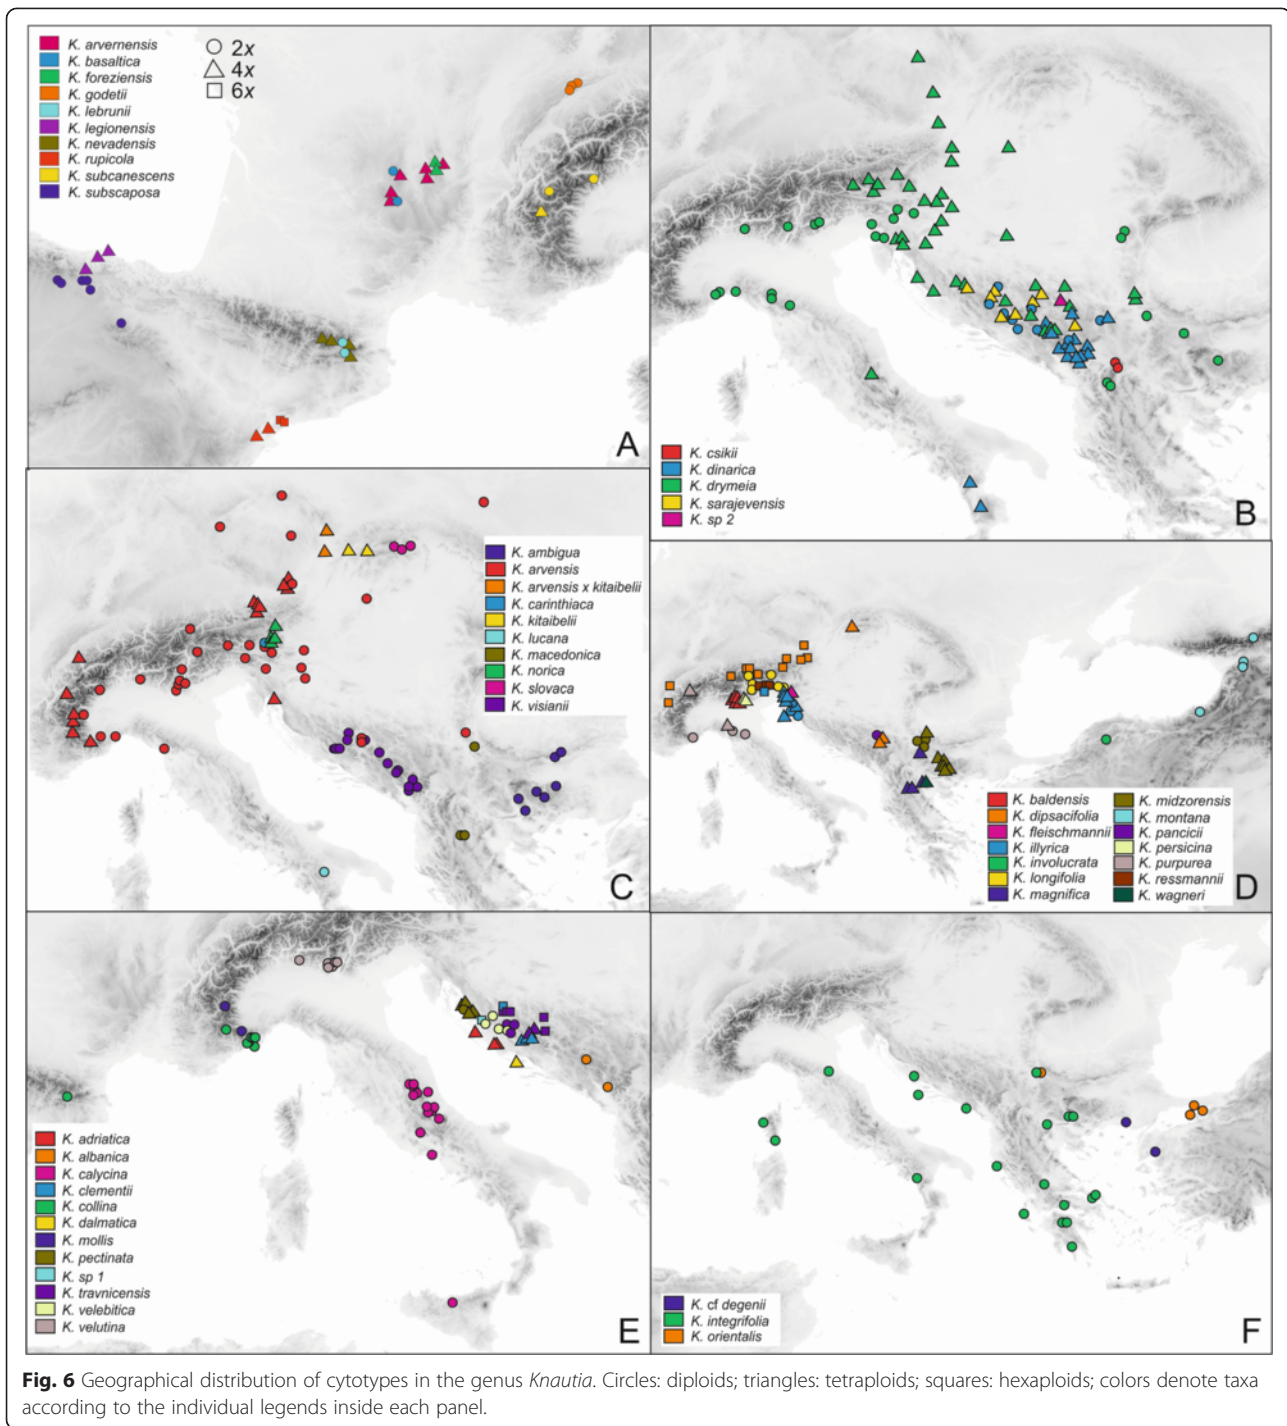 K. arvernensis
K. basaltica
K. foreziensis
K. godetii
K. lebrunii
K. legionensis
K. nevadensis
K. rupicola
K. subcanescens
K. subscaposa
2x
4x
6x
A
K. csikii
K. dinarica
K. drymeia
K. sarajevensis
K. sp 2
B
K. ambigua
K. arvensis
K. arvensis x kitaibelii
K. carinthiaca
K. kitaibelii
K. lucana
K. macedonica
K. norica
K. slovaca
K. visianii
C
K. baldensis
K. dipsacifolia
K. fleischmannii
K. illyrica
K. involucrata
K. longifolia
K. magnifica
K. midzorensis
K. montana
K. pancicii
K. persicina
K. purpurea
K. ressmannii
K. wagneri
D
K. adriatica
K. albanica
K. calycina
K. clementii
K. collina
K. dalmatica
K. mollis
K. pectinata
K. sp 1
K. travnicensis
K. velebitica
K. velutina
E
K. cf degenii
K. integrifolia
K. orientalis
F
Fig. 6 Geographical distribution of cytotypes in the genus Knautia. Circles: diploids; triangles: tetraploids; squares: hexaploids; colors denote taxa
according to the individual legends inside each panel.